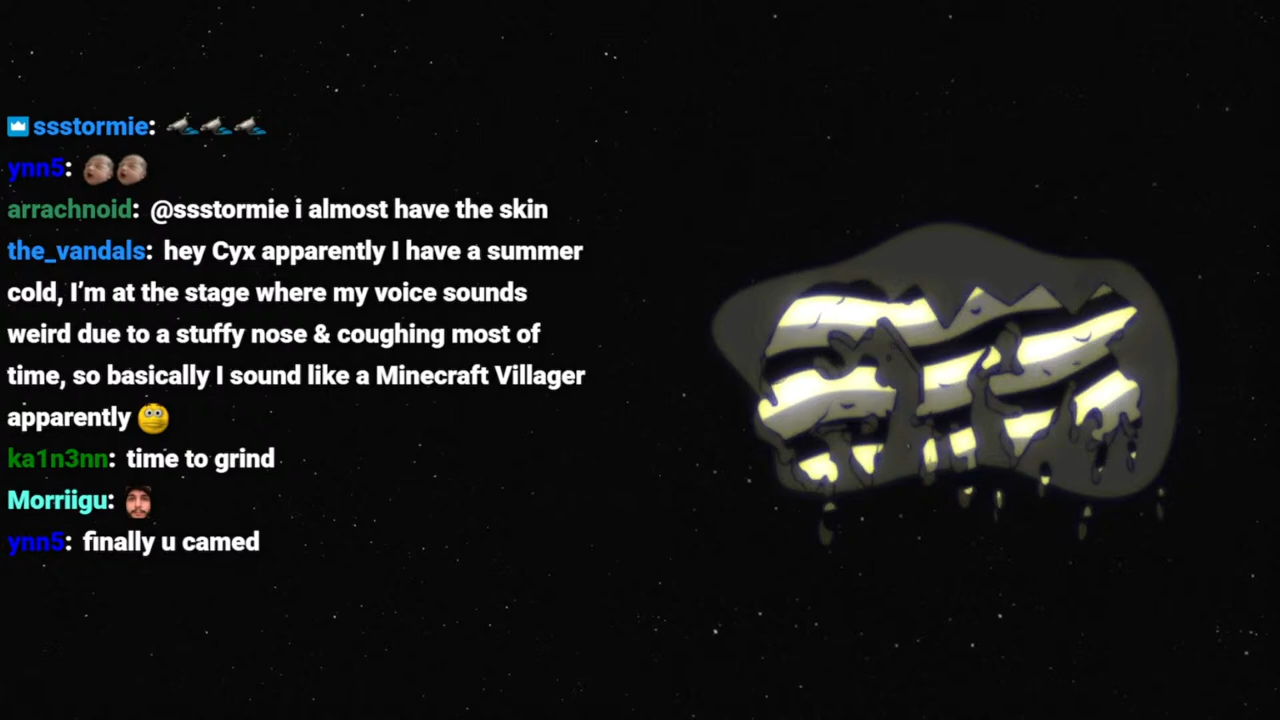 ssstormie:
ynn5:
arrachnoid: @ssstormie i almost have the skin
the_vandals: hey Cyx apparently I have a summer
cold, I’m at the stage where my voice sounds
weird due to a stuffy nose & coughing most of
time, so basically I sound like a Minecraft Villager
apparently
ka1n3nn: time to grind
Morriigu:
ynn5: finally u camed